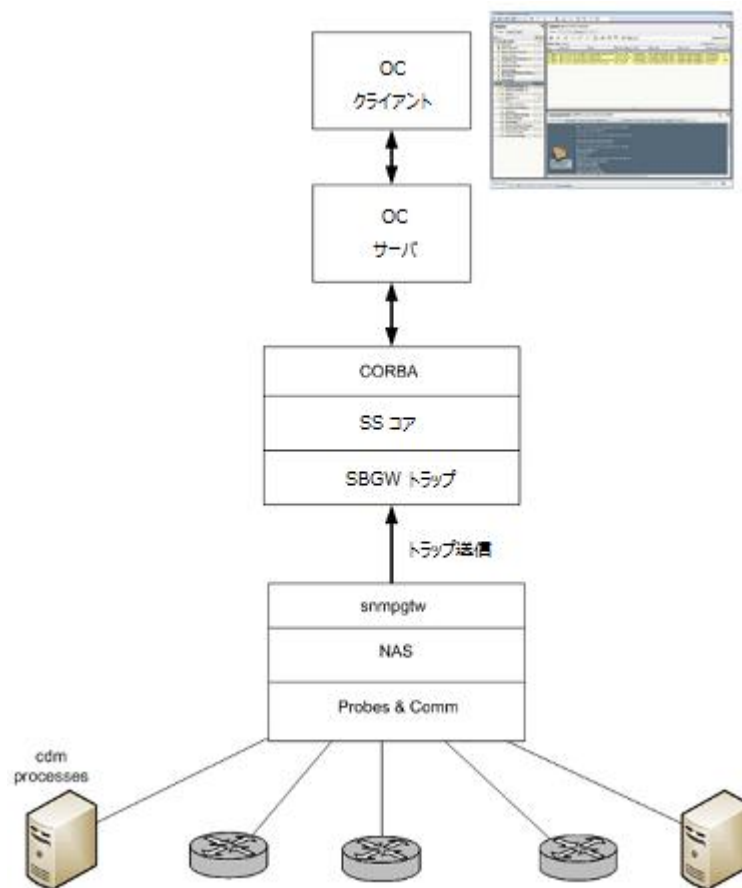 OC
クライアント
OC
サーバ
CORBA
SS コア
SBGW トラップ
トラップ送信
snmpgtw
NAS
Probes & Comm
cdm
processes